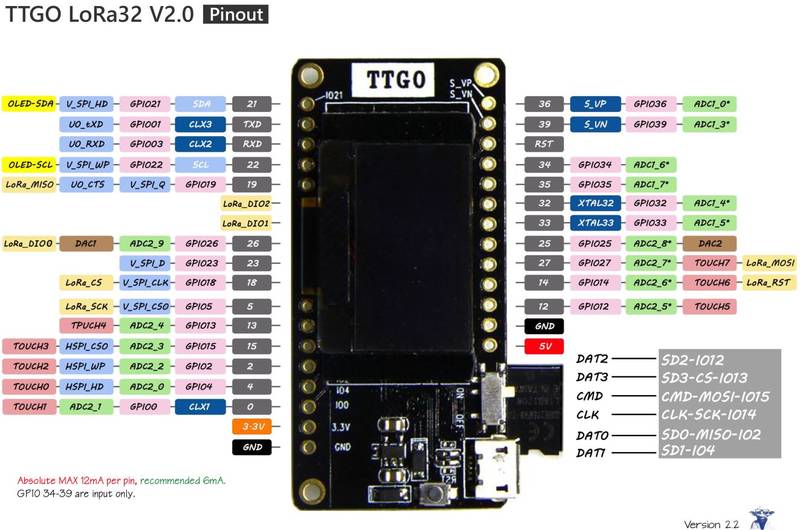 TTGO LoRa32 V2.0 Pinout
TTGO
S_VP
S_VN
IO21
OLED-SDA V_SPI_HD GPIO21 SDA 21
U0_tXD GPIO01 CLX3 TXD
U0_RXD GPIO03 CLX2 RXD
OLED-SCL V_SPI_WP GPIO22 SCL 22
LoRa_MISO U0_CTS V_SPI_Q GPIO19 19
LoRa_DIO2
LoRa_DIO1
LoRa_DIO0 DAC1 ADC2_9 GPIO26 26
V_SPI_D GPIO23 23
LoRa_CS V_SPI_CLK GPIO18 18
LoRa_SCK V_SPI_CS0 GPIO5 5
TPUCH4 ADC2_4 GPIO13 13
TOUCH3 HSPI_CS0 ADC2_3 GPIO15 15
TOUCH2 HSPI_WP ADC2_2 GPIO2 2
TOUCH0 HSPI_HD ADC2_0 GPIO4 4
TOUCH1 ADC2_1 GPIO0 CLX1 0
3.3V
GND
36 S_VP GPIO36 ADC1_0*
39 S_VN GPIO39 ADC1_3*
RST
34 GPIO34 ADC1_6*
35 GPIO35 ADC1_7*
32 XTAL32 GPIO32 ADC1_4*
33 XTAL33 GPIO33 ADC1_5*
25 GPIO25 ADC2_8* DAC2
27 GPIO27 ADC2_7* TOUCH7 LoRa_MOSI
14 GPIO14 ADC2_6* TOUCH6 LoRa_RST
12 GPIO12 ADC2_5* TOUCH5
GND
5V
IO4
IO0
3.3V
GND
ON
OFF
DAT2 SD2-IO12
DAT3 SD3-CS-IO13
CMD CMD-MOSI-IO15
CLK CLK-SCK-IO14
DAT0 SD0-MISO-IO2
DAT1 SD1-IO4
Absolute MAX 12mA per pin, recommended 6mA.
GPIO 34-39 are input only.
Version 2.2